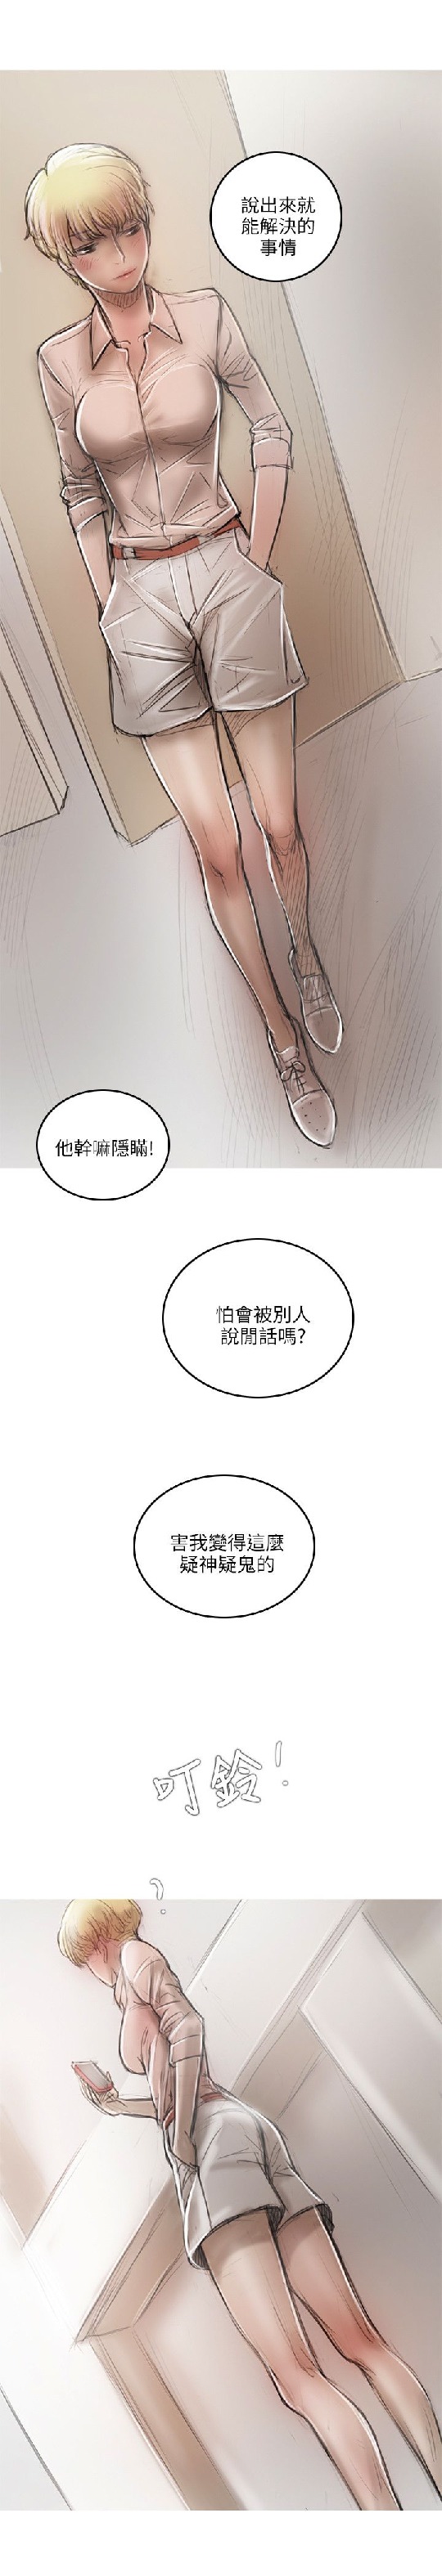 說出來就
能解決的
事情
他幹嘛隱瞞!
怕會被別人
說閒話嗎?
害我變得這麼
疑神疑鬼的
叮鈴!
?